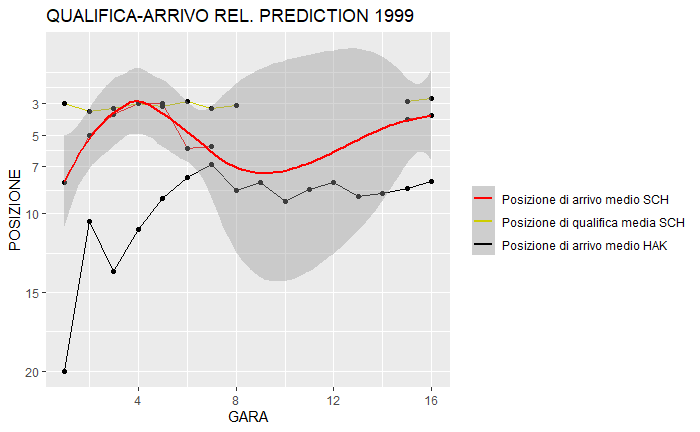 QUALIFICA-ARRIVO REL. PREDICTION 1999
3
5
7
10
15
20
POSIZIONE
4
8
12
16
GARA
Posizione di arrivo medio SCH
Posizione di qualifica media SCH
Posizione di arrivo medio HAK